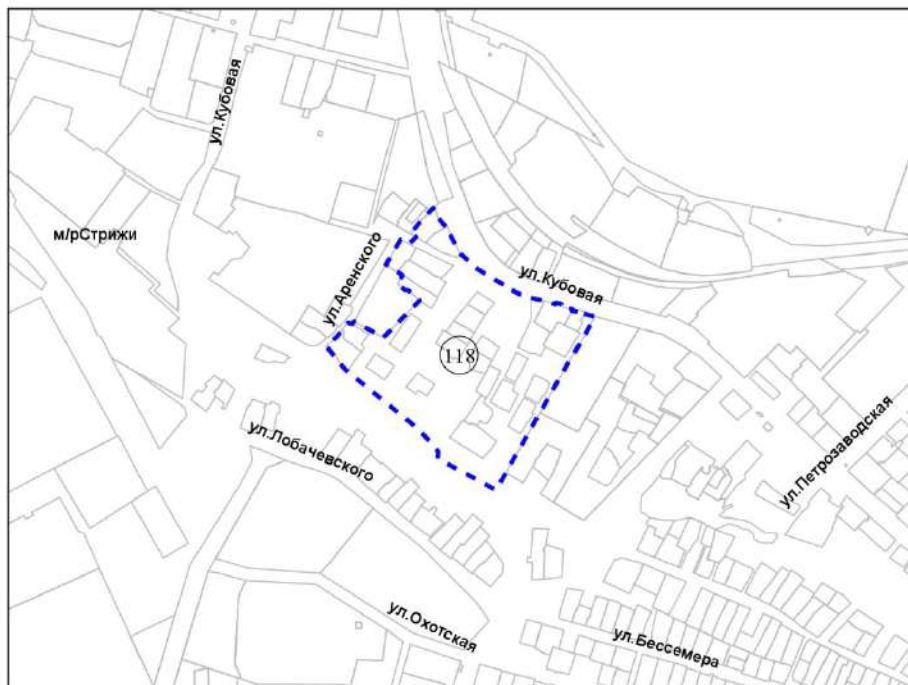 ул.Кубовая
м/рСтрижи
ул.Аренского
ул.Кубовая
118
ул.Лобачевского
ул.Петрозаводская
ул.Охотская
ул.Бессемера